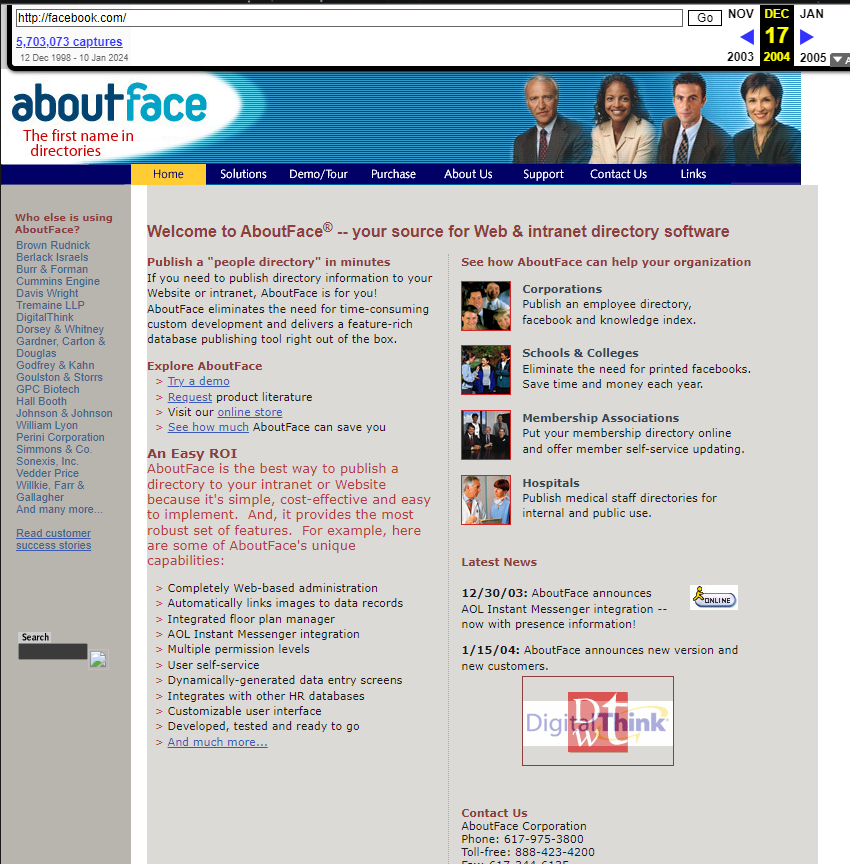 http://facebook.com/
Go
NOV
DEC
JAN
5,703,073 captures
17
12 Dec 1998 - 10 Jan 2024
2003
2004
2005
aboutface
The first name in
directories
Home
Solutions
Demo/Tour
Purchase
About Us
Support
Contact Us
Links
Who else is using
AboutFace?
Brown Rudnick
Berlack Israels
Burr & Forman
Cummins Engine
Davis Wright
Tremaine LLP
DigitalThink
Dorsey & Whitney
Gardner, Carton &
Douglas
Godfrey & Kahn
Goulston & Storrs
GPC Biotech
Hall Booth
Johnson & Johnson
William Lyon
Perini Corporation
Simmons & Co.
Sonexis, Inc.
Vedder Price
Willkie, Farr &
Gallagher
And many more...
Read customer
success stories
Search
Welcome to AboutFace® -- your source for Web & intranet directory software
Publish a "people directory" in minutes
If you need to publish directory information to your
Website or intranet, AboutFace is for you!
AboutFace eliminates the need for time-consuming
custom development and delivers a feature-rich
database publishing tool right out of the box.
Explore AboutFace
> Try a demo
> Request product literature
> Visit our online store
> See how much AboutFace can save you
An Easy ROI
AboutFace is the best way to publish a
directory to your intranet or Website
because it's simple, cost-effective and easy
to implement. And, it provides the most
robust set of features. For example, here
are some of AboutFace's unique
capabilities:
> Completely Web-based administration
> Automatically links images to data records
> Integrated floor plan manager
> AOL Instant Messenger integration
> Multiple permission levels
> User self-service
> Dynamically-generated data entry screens
> Integrates with other HR databases
> Customizable user interface
> Developed, tested and ready to go
> And much more...
See how AboutFace can help your organization
Corporations
Publish an employee directory,
facebook and knowledge index.
Schools & Colleges
Eliminate the need for printed facebooks.
Save time and money each year.
Membership Associations
Put your membership directory online
and offer member self-service updating.
Hospitals
Publish medical staff directories for
internal and public use.
Latest News
12/30/03: AboutFace announces
AOL Instant Messenger integration --
now with presence information!
ONLINE
1/15/04: AboutFace announces new version and
new customers.
DigitalThink
Dwt
Contact Us
AboutFace Corporation
Phone: 617-975-3800
Toll-free: 888-423-4200